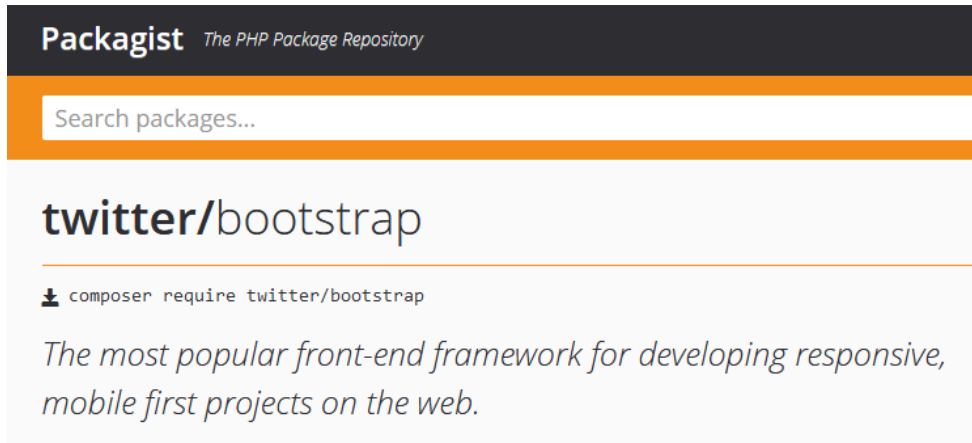 Packagist The PHP Package Repository
Search packages...
twitter/bootstrap
composer require twitter/bootstrap
The most popular front-end framework for developing responsive,
mobile first projects on the web.